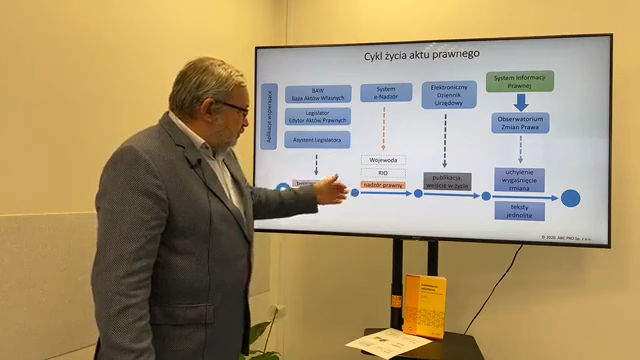 Cykl życia aktu prawnego
Aplikacje wspierające
BAW
Baza Aktów Własnych
Legislator
Edytor Aktów Prawnych
Asystent Legislatora
System
e-Nadzór
Elektroniczny
Dziennik
Urzędowy
System Informacji
Prawnej
Obserwatorium
Zmian Prawa
Wojewoda
RIO
nadzór prawny
publikacja,
wejście w życie
uchylenie
wygaśnięcie
zmiana
teksty
jednolite
© 2020 ABC PRO Sp. z o.o.